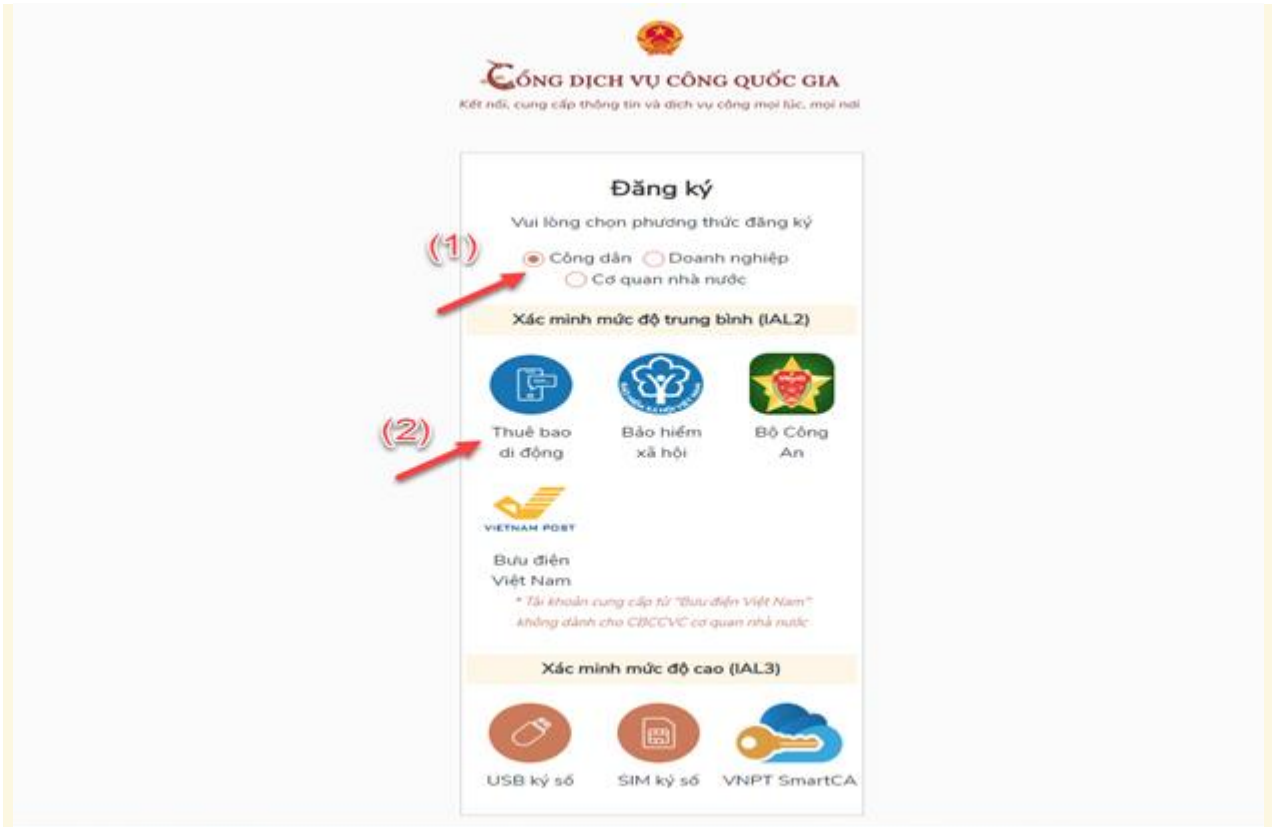 CỔNG DỊCH VỤ CÔNG QUỐC GIA
Kết nối, cung cấp thông tin và dịch vụ công mọi lúc, mọi nơi
Đăng ký
Vui lòng chọn phương thức đăng ký
(1)
Công dân Doanh nghiệp
Cơ quan nhà nước
Xác minh mức độ trung bình (IAL2)
(2)
Thuê bao di động
Bảo hiểm xã hội
Bộ Công An
VIETNAM POST
Bưu điện
Việt Nam
* Tài khoản cung cấp từ "Bưu điện Việt Nam"
không dành cho CBCCVC cơ quan nhà nước
Xác minh mức độ cao (IAL3)
USB ký số
SIM ký số
VNPT SmartCA